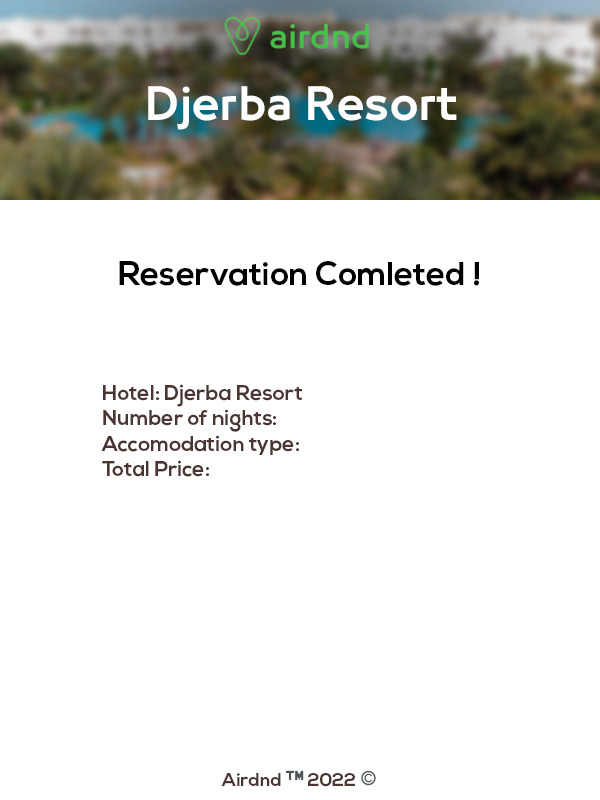 airdnd
Djerba Resort
Reservation Comleted !
Hotel: Djerba Resort
Number of nights:
Accomodation type:
Total Price:
Airdnd ™ 2022 ©